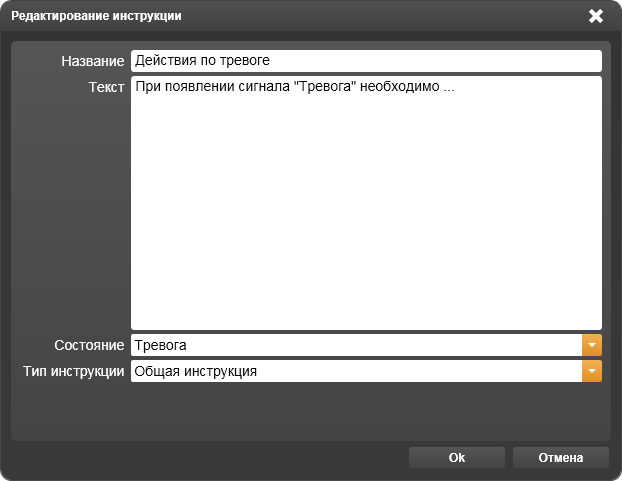 Редактирование инструкции
Название Действия по тревоге
Текст При появлении сигнала "Тревога" необходимо ...
Состояние Тревога
Тип инструкции Общая инструкция
Ok Отмена